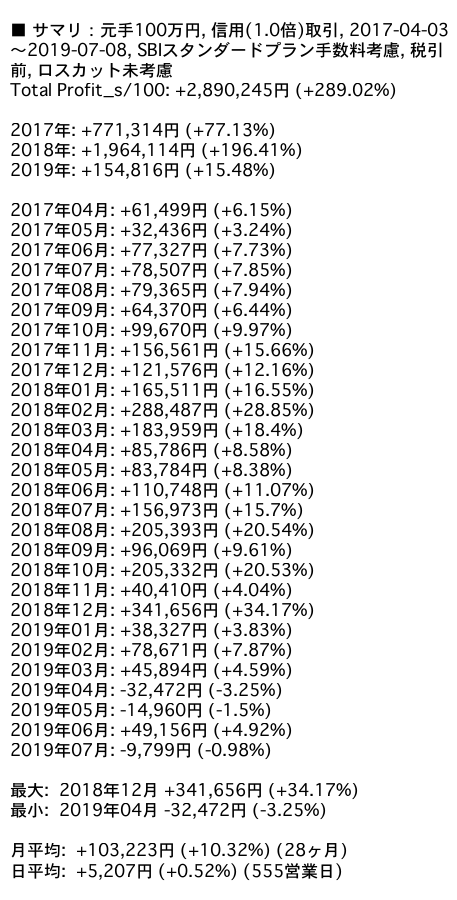 ■ サマリ：元手100万円, 信用(1.0倍)取引, 2017-04-03
〜2019-07-08, SBIスタンダードプラン手数料考慮, 税引
前, ロスカット未考慮
Total Profit_s/100: +2,890,245円 (+289.02%)
2017年: +771,314円 (+77.13%)
2018年: +1,964,114円 (+196.41%)
2019年: +154,816円 (+15.48%)
2017年04月: +61,499円 (+6.15%)
2017年05月: +32,436円 (+3.24%)
2017年06月: +77,327円 (+7.73%)
2017年07月: +78,507円 (+7.85%)
2017年08月: +79,365円 (+7.94%)
2017年09月: +64,370円 (+6.44%)
2017年10月: +99,670円 (+9.97%)
2017年11月: +156,561円 (+15.66%)
2017年12月: +121,576円 (+12.16%)
2018年01月: +165,511円 (+16.55%)
2018年02月: +288,487円 (+28.85%)
2018年03月: +183,959円 (+18.4%)
2018年04月: +85,786円 (+8.58%)
2018年05月: +83,784円 (+8.38%)
2018年06月: +110,748円 (+11.07%)
2018年07月: +156,973円 (+15.7%)
2018年08月: +205,393円 (+20.54%)
2018年09月: +96,069円 (+9.61%)
2018年10月: +205,332円 (+20.53%)
2018年11月: +40,410円 (+4.04%)
2018年12月: +341,656円 (+34.17%)
2019年01月: +38,327円 (+3.83%)
2019年02月: +78,671円 (+7.87%)
2019年03月: +45,894円 (+4.59%)
2019年04月: -32,472円 (-3.25%)
2019年05月: -14,960円 (-1.5%)
2019年06月: +49,156円 (+4.92%)
2019年07月: -9,799円 (-0.98%)
最大: 2018年12月 +341,656円 (+34.17%)
最小: 2019年04月 -32,472円 (-3.25%)
月平均: +103,223円 (+10.32%) (28ヶ月)
日平均: +5,207円 (+0.52%) (555営業日)